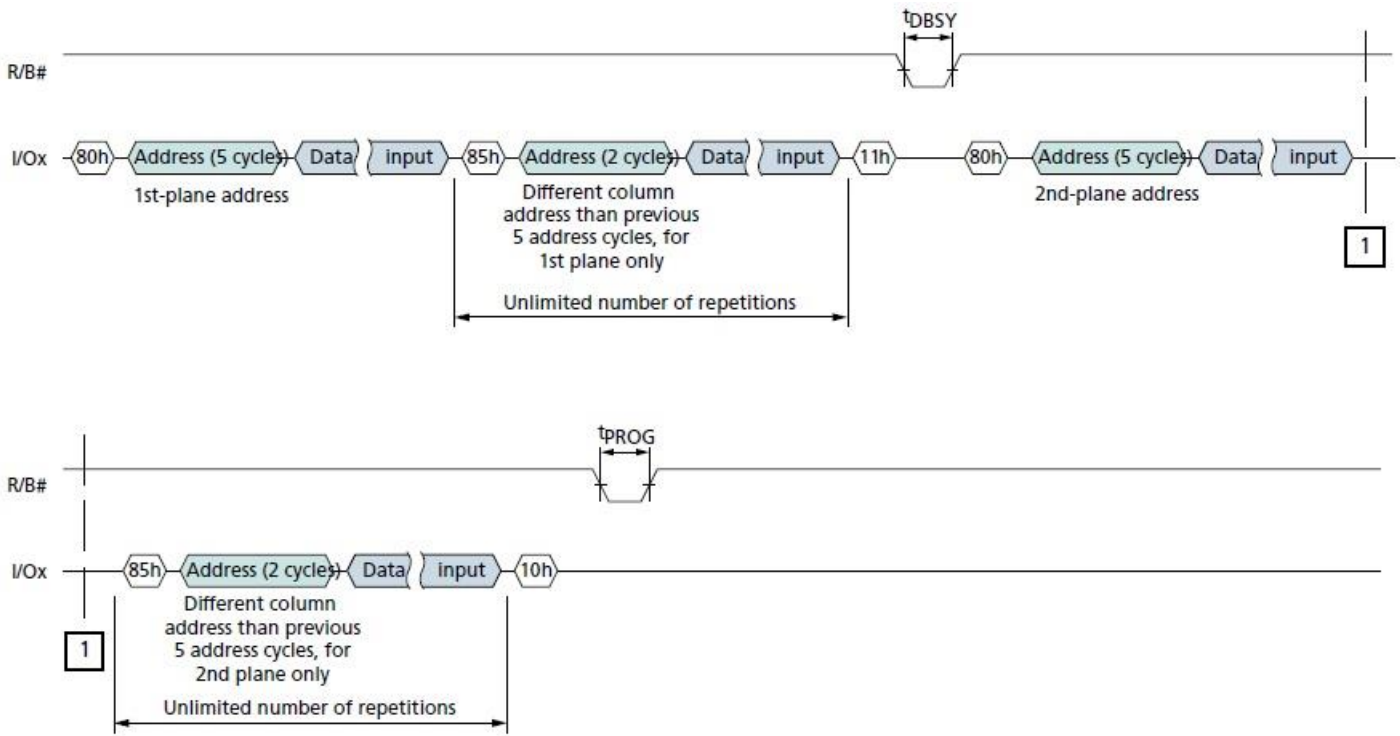 tDBSY
R/B#
I/Ox 80h Address (5 cycles) Data input 85h Address (2 cycles) Data input 11h 80h Address (5 cycles) Data input
1st-plane address
Different column
address than previous
5 address cycles, for
1st plane only
2nd-plane address
1
Unlimited number of repetitions
tPROG
R/B#
I/Ox 85h Address (2 cycles) Data input 10h
Different column
address than previous
5 address cycles, for
2nd plane only
1
Unlimited number of repetitions